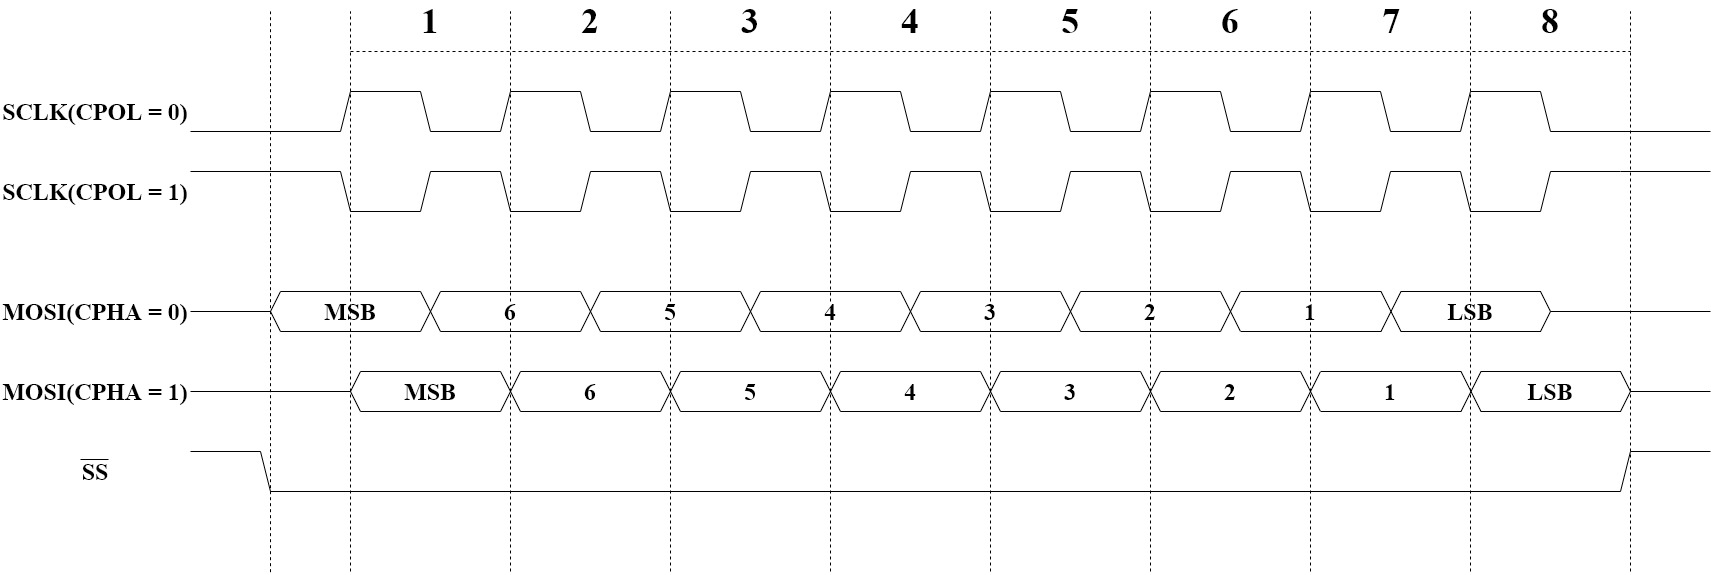 1 2 3 4 5 6 7 8
SCLK(CPOL = 0)
SCLK(CPOL = 1)
MOSI(CPHA = 0) MSB 6 5 4 3 2 1 LSB
MOSI(CPHA = 1) MSB 6 5 4 3 2 1 LSB
S̅S̅